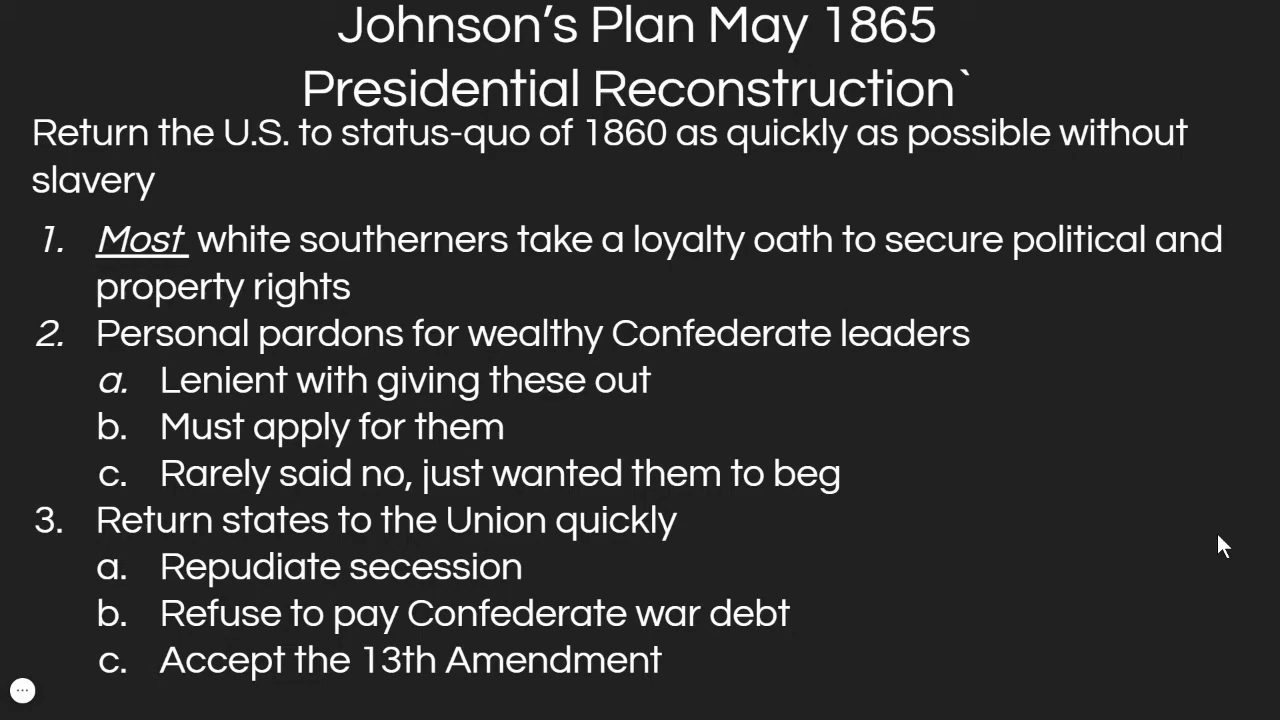 Johnson's Plan May 1865
Presidential Reconstruction`
Return the U.S. to status-quo of 1860 as quickly as possible without
slavery
1. Most white southerners take a loyalty oath to secure political and
property rights
2. Personal pardons for wealthy Confederate leaders
a. Lenient with giving these out
b. Must apply for them
c. Rarely said no, just wanted them to beg
3. Return states to the Union quickly
a. Repudiate secession
b. Refuse to pay Confederate war debt
c. Accept the 13th Amendment